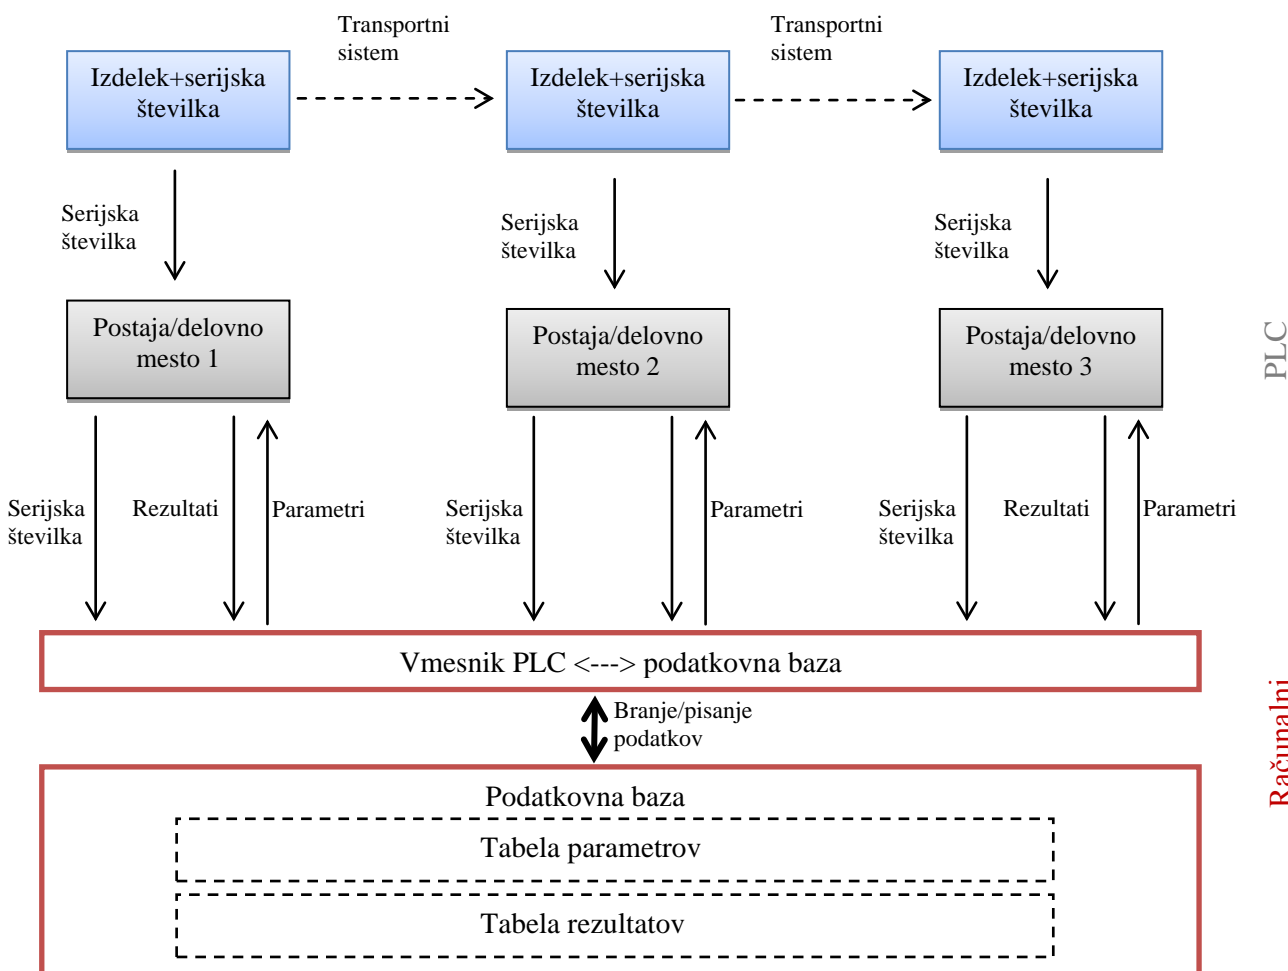 Transportni
sistem
Transportni
sistem
Izdelek+serijska
številka
Izdelek+serijska
številka
Izdelek+serijska
številka
Serijska
številka
Serijska
številka
Serijska
številka
Postaja/delovno
mesto 1
Postaja/delovno
mesto 2
Postaja/delovno
mesto 3
PLC
Serijska
številka
Rezultati
Parametri
Serijska
številka
Parametri
Serijska
številka
Rezultati
Parametri
Vmesnik PLC <---> podatkovna baza
Branje/pisanje
podatkov
Računalni
Podatkovna baza
Tabela parametrov
Tabela rezultatov